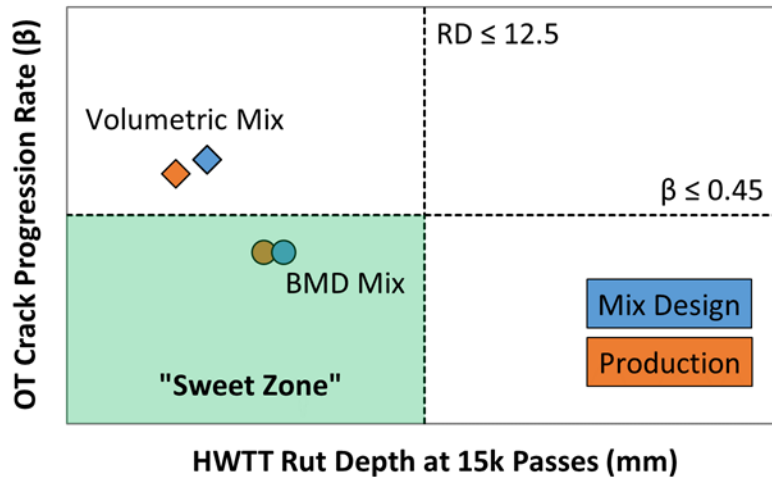 OT Crack Progression Rate (β)
RD ≤ 12.5
Volumetric Mix
β ≤ 0.45
BMD Mix
Mix Design
Production
"Sweet Zone"
HWTT Rut Depth at 15k Passes (mm)